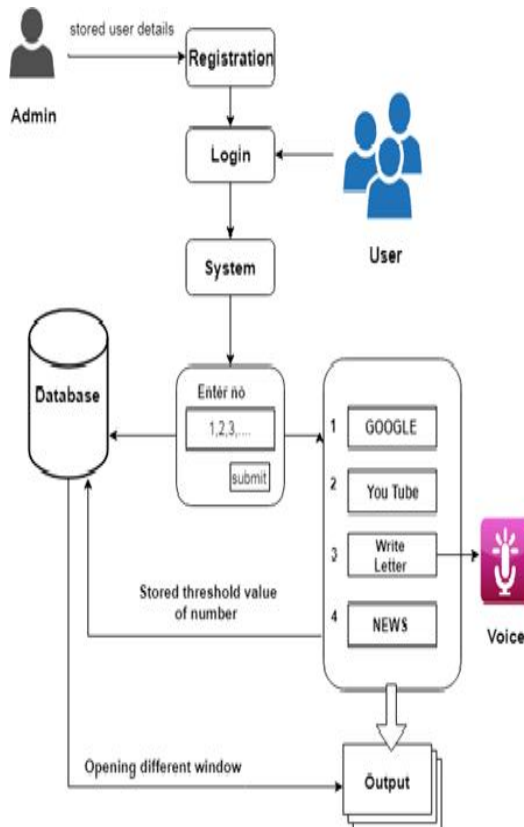 stored user details
Registration
Admin
Login
User
System
Database
Enter no
1,2,3,....
submit
1 GOOGLE
2 You Tube
3 Write
Letter
4 NEWS
Voice
Stored threshold value
of number
Opening different window
Output